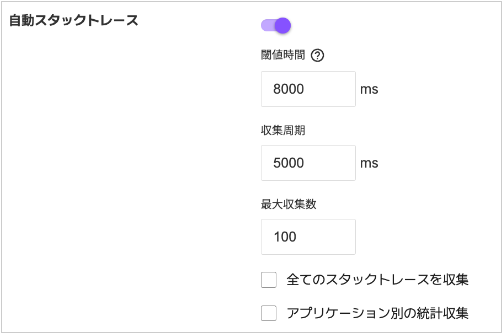 自動スタックトレース
閾値時間
8000 ms
収集周期
5000 ms
最大収集数
100
全てのスタックトレースを収集
アプリケーション別の統計収集